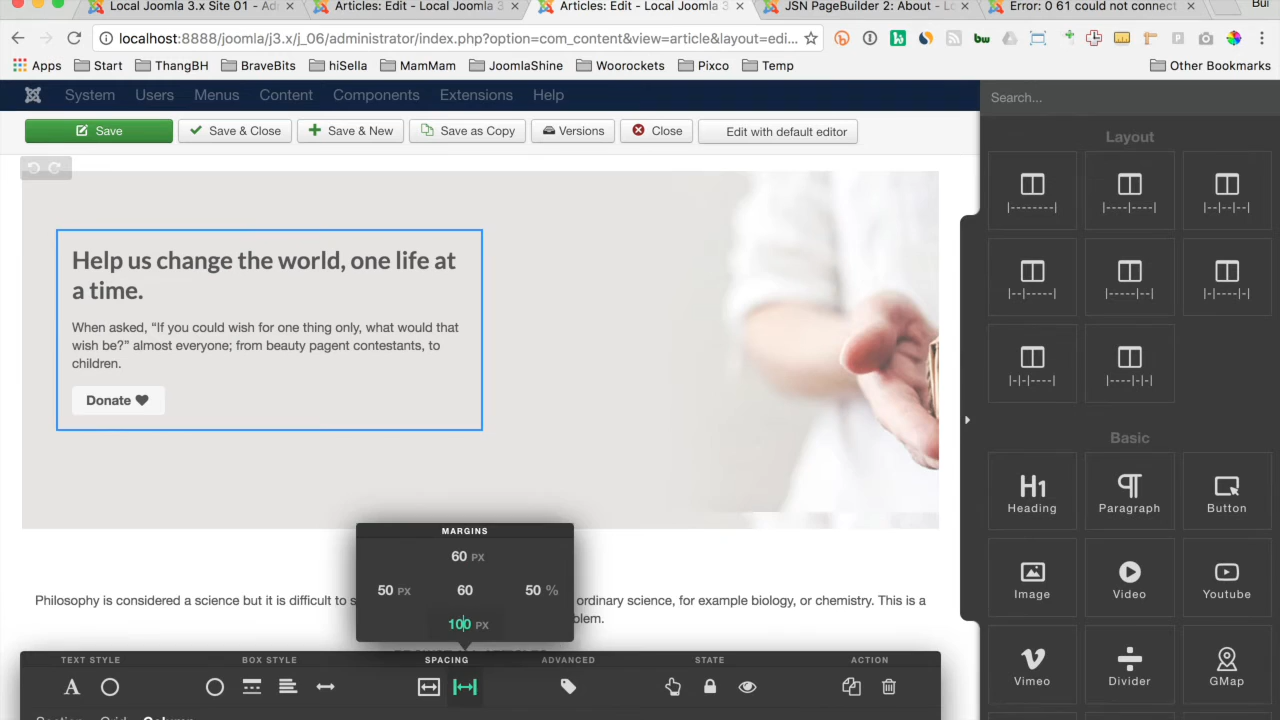 Local Joomla 3.x Site 01 - Ad
Articles: Edit - Local Joomla 3
Articles: Edit - Local Joomla 3
JSN PageBuilder 2: About - Lo
Error: 0 61 could not connect
Bui
localhost:8888/joomla/j3.x/j_06/administrator/index.php?option=com_content&view=article&layout=edi...
Apps Start ThangBH BraveBits hiSella MamMam JoomlaShine Woorockets Pixco Temp Other Bookmarks
System Users Menus Content Components Extensions Help
Search...
Save Save & Close Save & New Save as Copy Versions Close Edit with default editor
Layout
|--------| |----|----| |--|--|--|
|--|-----| |-----|--| |-|----|-|
|-|-|----| |----|-|-|
Help us change the world, one life at
a time.
When asked, “If you could wish for one thing only, what would that
wish be?” almost everyone; from beauty pagent contestants, to
children.
Donate
Basic
Heading Paragraph Button
Image Video Youtube
Vimeo Divider GMap
MARGINS
60 PX
50 PX 60 50 %
100 PX
Philosophy is considered a science but it is difficult to s ordinary science, for example biology, or chemistry. This is a
blem.
TEXT STYLE BOX STYLE SPACING ADVANCED STATE ACTION
Section Grid Column